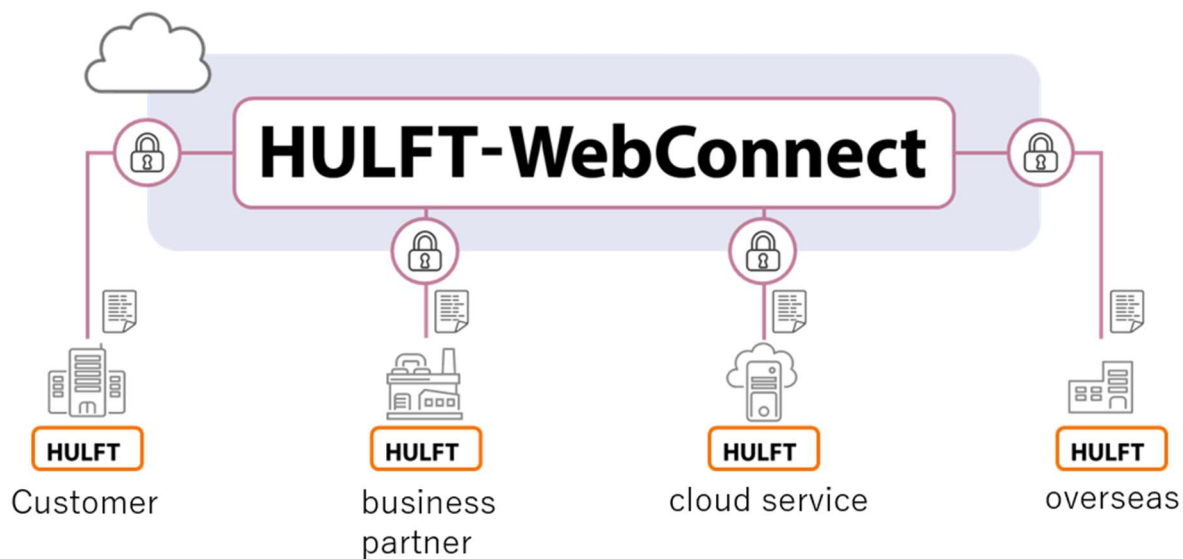 HULFT-WebConnect
HULFT
HULFT
HULFT
HULFT
Customer
business
partner
cloud service
overseas